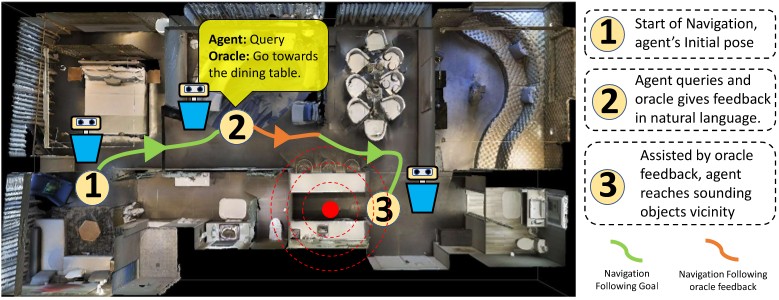 Agent: Query
Oracle: Go towards
the dining table.
1
2
3
1
Start of Navigation,
agent's Initial pose
2
Agent queries and
oracle gives feedback
in natural language.
3
Assisted by oracle
feedback, agent
reaches sounding
objects vicinity
Navigation
Following Goal
Navigation Following
oracle feedback